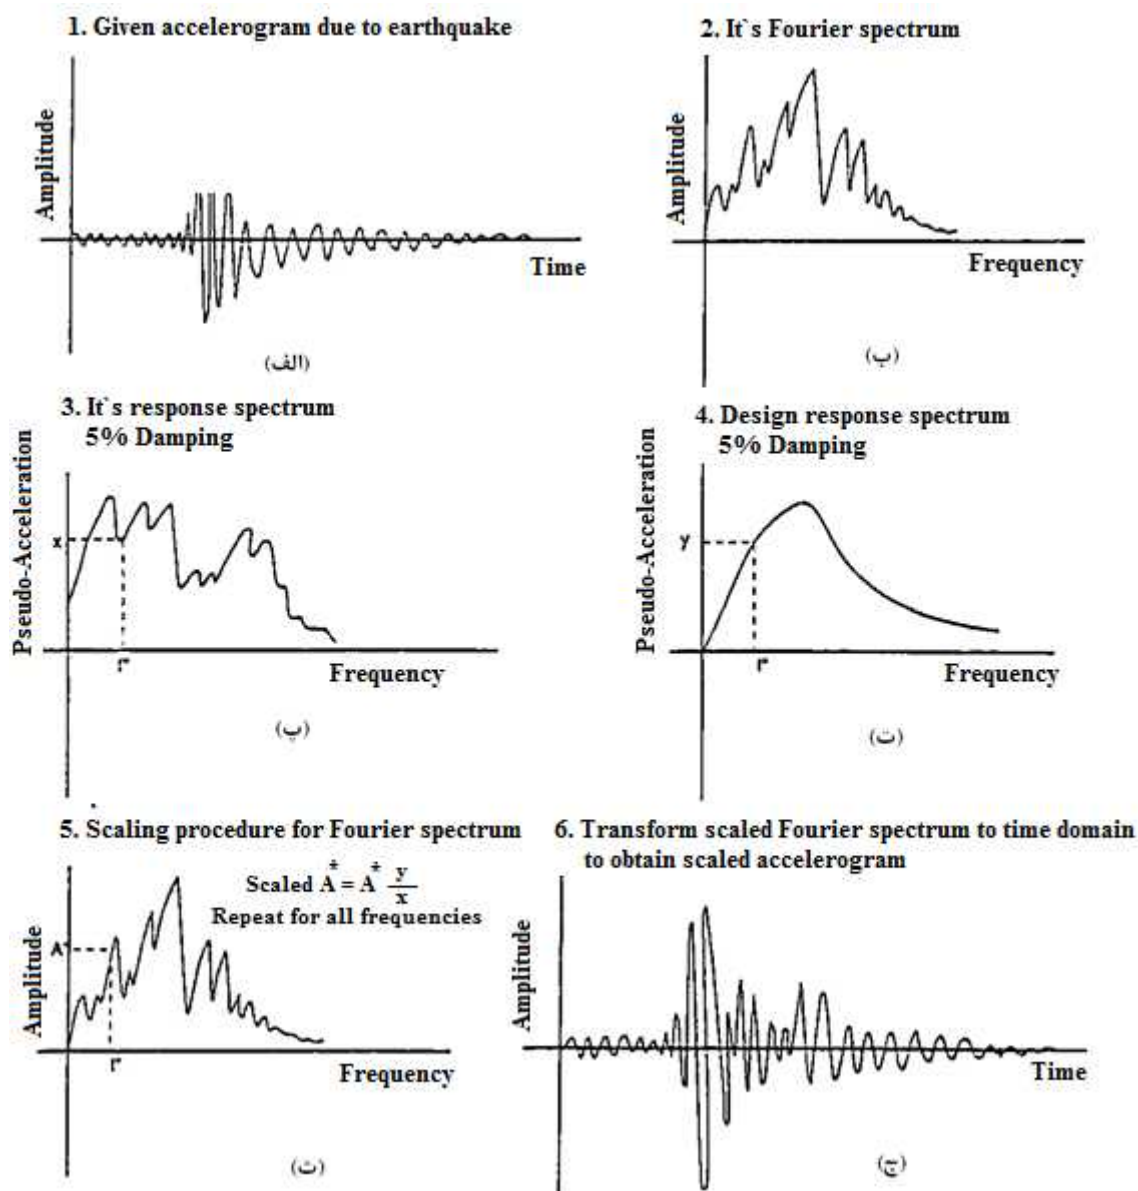 1. Given accelerogram due to earthquake
Amplitude
Time
(الف)
2. It`s Fourier spectrum
Amplitude
Frequency
(ب)
3. It`s response spectrum
5% Damping
Pseudo-Acceleration
x
Frequency
(پ)
4. Design response spectrum
5% Damping
Pseudo-Acceleration
y
Frequency
(ت)
5. Scaling procedure for Fourier spectrum
Scaled A* = A* y/x
Repeat for all frequencies
Amplitude
A*
Frequency
(ث)
6. Transform scaled Fourier spectrum to time domain
to obtain scaled accelerogram
Amplitude
Time
(ج)